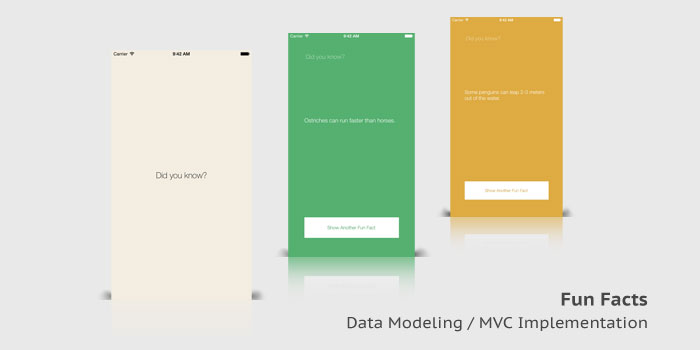 Carrier 9:42 AM
Did you know?
Carrier 9:42 AM
Did you know?
Ostriches can run faster than horses.
Show Another Fun Fact
Carrier 9:42 AM
Did you know?
Some penguins can leap 2-3 meters
out of the water.
Show Another Fun Fact
Fun Facts
Data Modeling / MVC Implementation